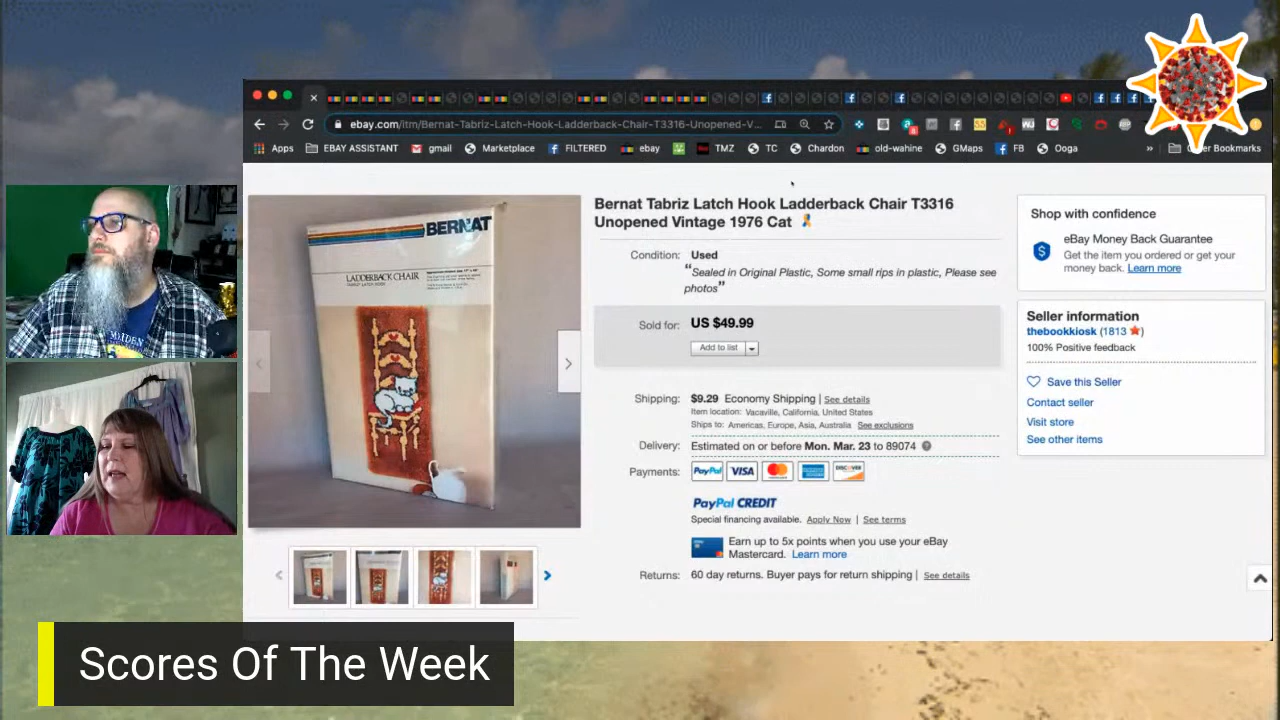 ebay.com/itm/Bernat-Tabriz-Latch-Hook-Ladderback-Chair-T3316-Unopened-V...
Apps
EBAY ASSISTANT
gmail
Marketplace
FILTERED
ebay
TMZ
TC
Chardon
old-wahine
GMaps
FB
Ooga
»
Other Bookmarks
BERNAT
LADDERBACK CHAIR
Bernat Tabriz Latch Hook Ladderback Chair T3316
Unopened Vintage 1976 Cat
Condition: Used
"Sealed in Original Plastic, Some small rips in plastic, Please see
photos"
Sold for: US $49.99
Add to list
Shipping: $9.29 Economy Shipping | See details
Item location: Vacaville, California, United States
Ships to: Americas, Europe, Asia, Australia See exclusions
Delivery: Estimated on or before Mon. Mar. 23 to 89074
Payments: PayPal VISA
PayPal CREDIT
Special financing available. Apply Now | See terms
Earn up to 5x points when you use your eBay
Mastercard. Learn more
Returns: 60 day returns. Buyer pays for return shipping | See details
Shop with confidence
eBay Money Back Guarantee
Get the item you ordered or get your
money back. Learn more
Seller information
thebookkiosk (1813)
100% Positive feedback
Save this Seller
Contact seller
Visit store
See other items
Scores Of The Week